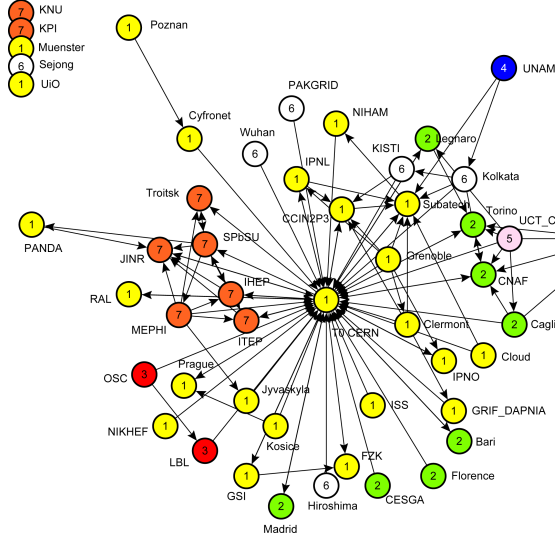 7 KNU
7 KPI
1 Muenster
6 Sejong
1 UiO
Poznan
1
4 UNAM
PAKGRID
6
NIHAM
1
Cyfronet
1
Wuhan
6
KISTI
6
2 Legnaro
IPNL
1
Kolkata
6
Troitsk
7
CCIN2P3
1
1 Subatech
Torino
2
UCT_C
5
PANDA
1
JINR
7
SPbSU
7
Grenoble
1
CNAF
2
RAL
1
IHEP
7
MEPHI
7
ITEP
7
T0 CERN
1
Clermont
1
Cagli
2
OSC
3
Prague
1
Jyvaskyla
1
IPNO
1
Cloud
1
ISS
1
GRIF_DAPNIA
1
NIKHEF
1
Kosice
1
LBL
3
Bari
2
GSI
1
FZK
1
Hiroshima
6
CESGA
2
Florence
2
Madrid
2